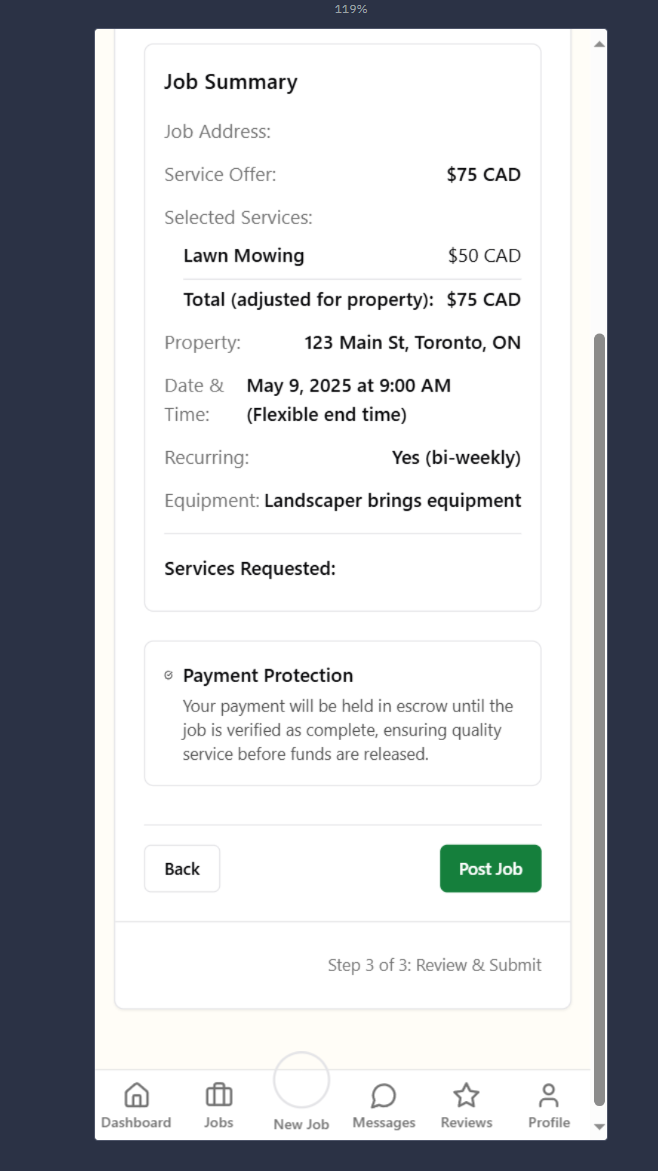 119%
Job Summary
Job Address:
Service Offer: $75 CAD
Selected Services:
Lawn Mowing $50 CAD
Total (adjusted for property): $75 CAD
Property: 123 Main St, Toronto, ON
Date & May 9, 2025 at 9:00 AM
Time: (Flexible end time)
Recurring: Yes (bi-weekly)
Equipment: Landscaper brings equipment
Services Requested:
Payment Protection
Your payment will be held in escrow until the
job is verified as complete, ensuring quality
service before funds are released.
Back Post Job
Step 3 of 3: Review & Submit
Dashboard Jobs New Job Messages Reviews Profile